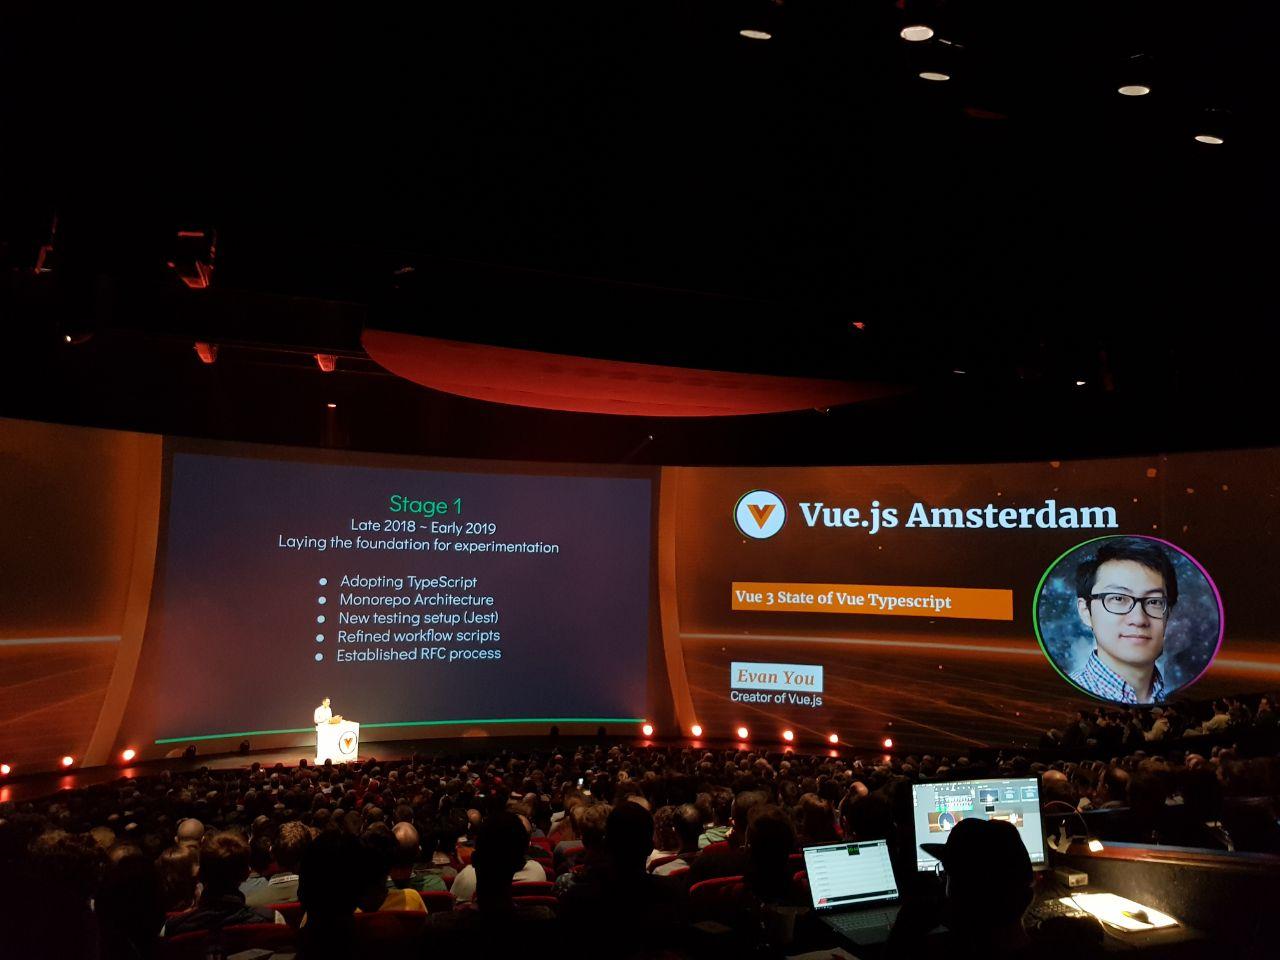 Stage 1
Late 2018 ~ Early 2019
Laying the foundation for experimentation
● Adopting TypeScript
● Monorepo Architecture
● New testing setup (Jest)
● Refined workflow scripts
● Established RFC process
Vue.js Amsterdam
Vue 3 State of Vue Typescript
Evan You
Creator of Vue.js